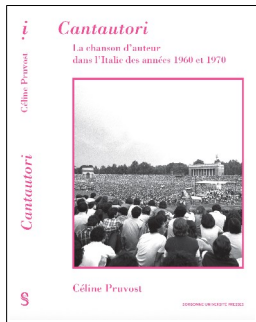 i
Céline Pruvost
Cantautori
S
Cantautori
La chanson d'auteur
dans l'Italie des années 1960 et 1970
Céline Pruvost
SORBONNE UNIVERSITÉ PRESSES